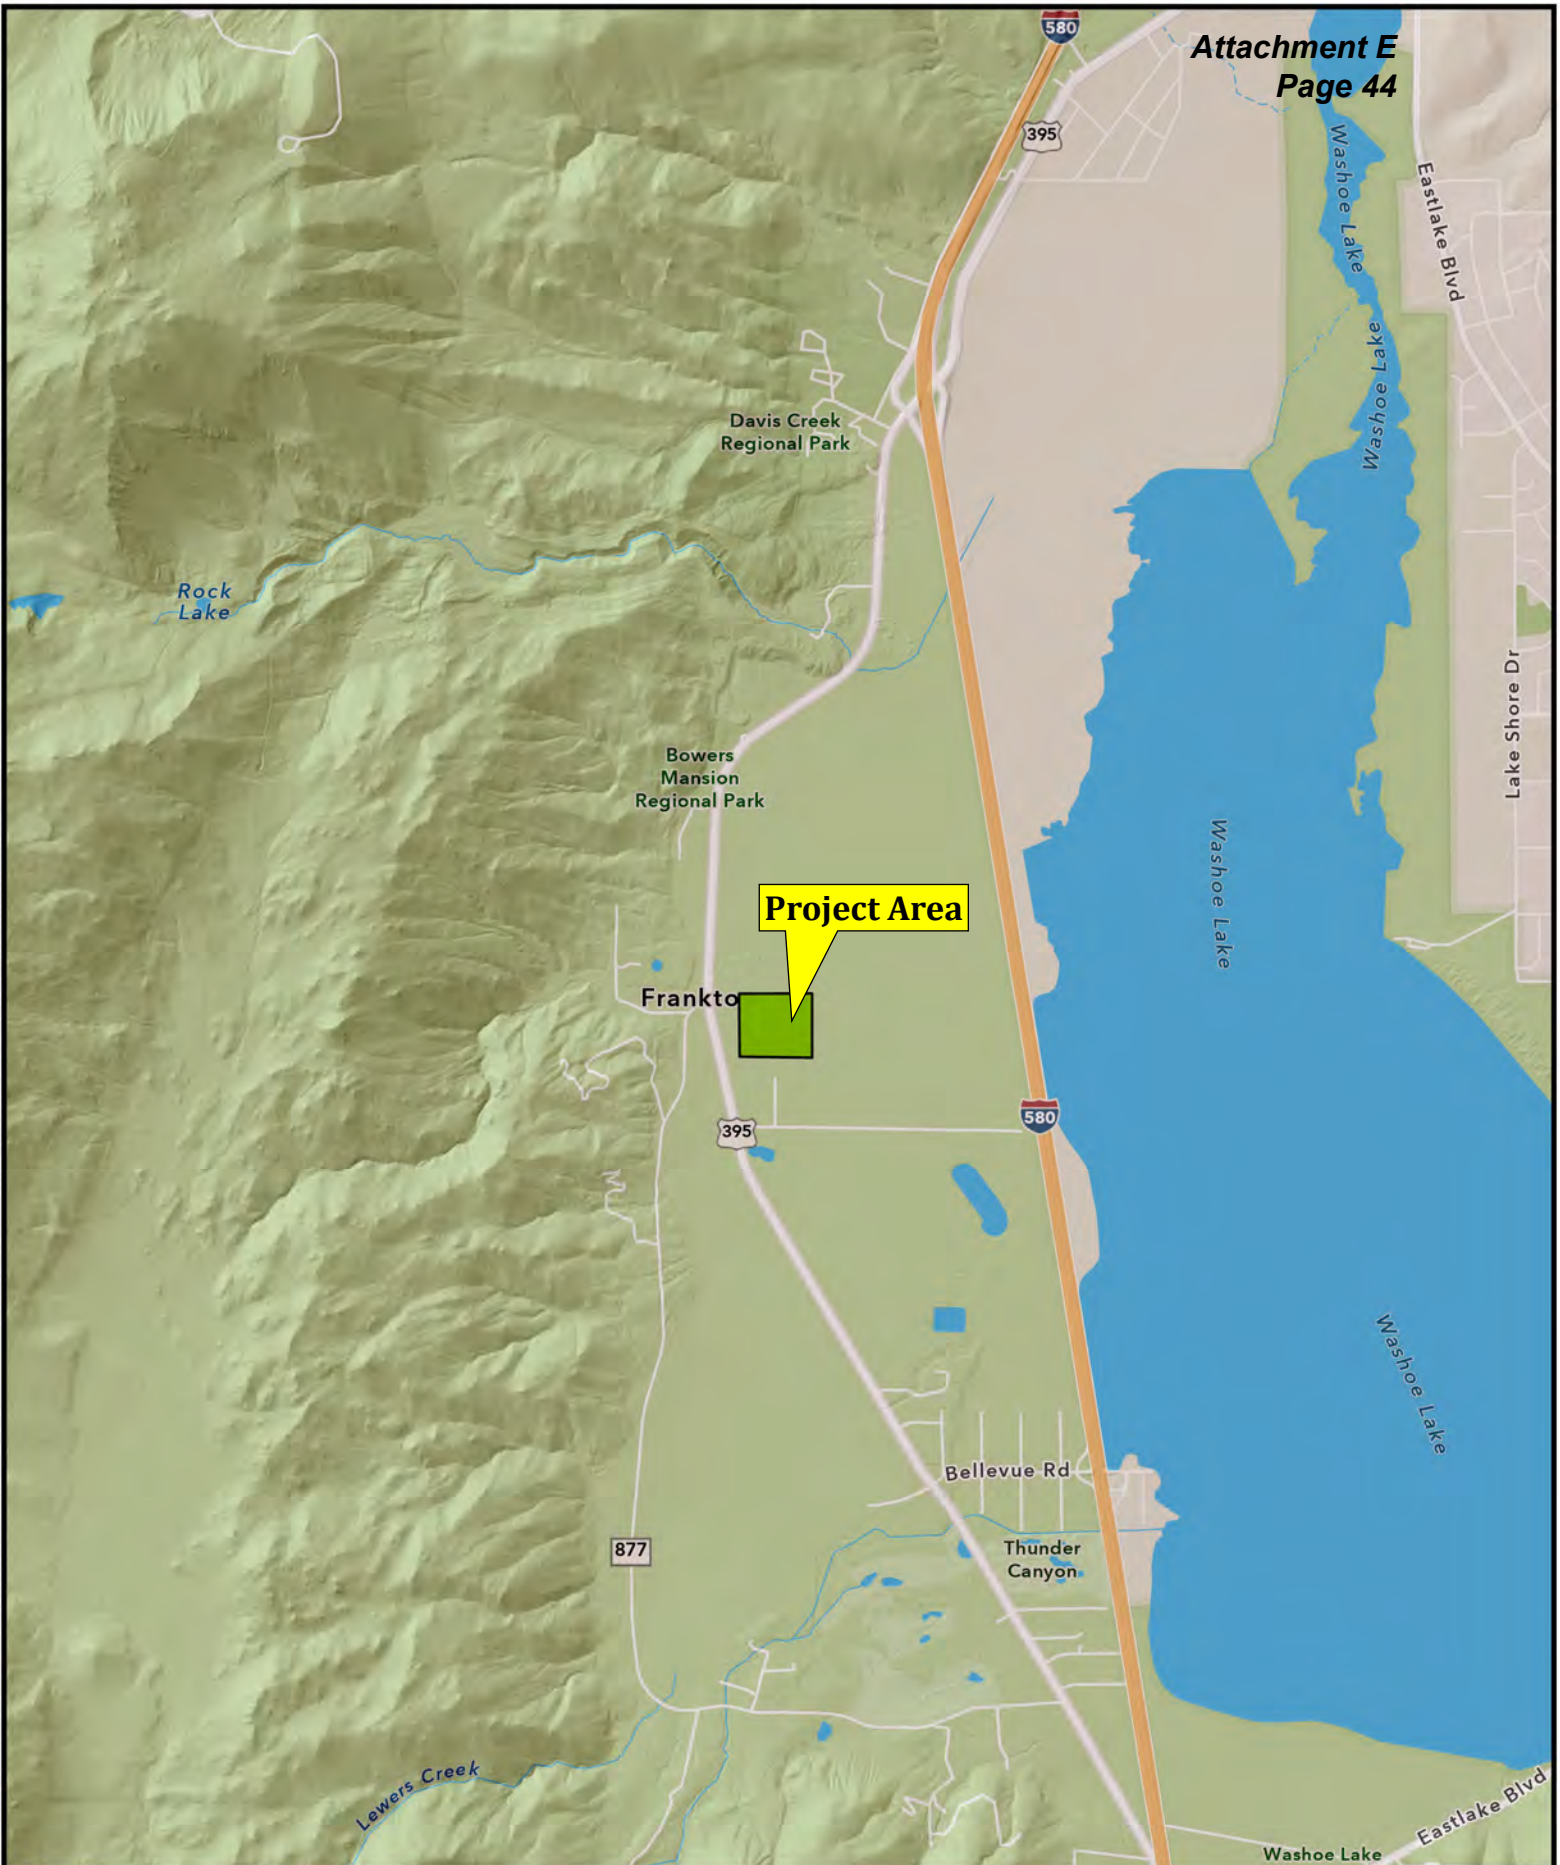 580
Attachment E
Page 44
395
Washoe Lake
Eastlake Blvd
Washoe Lake
Davis Creek
Regional Park
Rock
Lake
Lake Shore Dr
Bowers
Mansion
Regional Park
Washoe Lake
Project Area
Frankto
580
395
Washoe Lake
Bellevue Rd
877
Thunder
Canyon
Lewers Creek
Eastlake Blvd
Washoe Lake